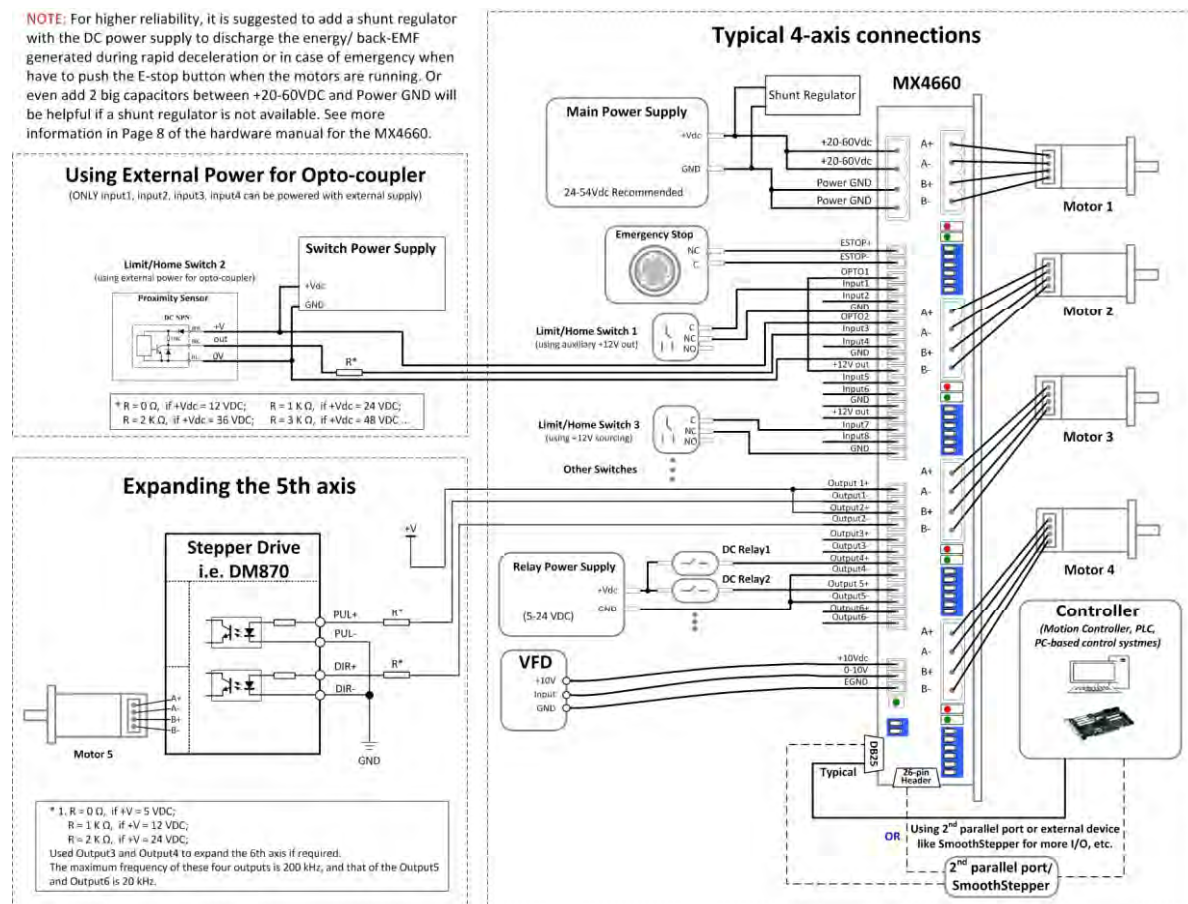 NOTE: For higher reliability, it is suggested to add a shunt regulator
with the DC power supply to discharge the energy/ back-EMF
generated during rapid deceleration or in case of emergency when
have to push the E-stop button when the motors are running. Or
even add 2 big capacitors between +20-60VDC and Power GND will
be helpful if a shunt regulator is not available. See more
information in Page 8 of the hardware manual for the MX4660.
Using External Power for Opto-coupler
(ONLY input1, input2, input3, input4 can be powered with external supply)
Switch Power Supply
+Vdc
GND
Limit/Home Switch 2
(using external power for opto-coupler)
Proximity Sensor
DC NPN
+V
out
0V
R*
* R = 0 Ω, if +Vdc = 12 VDC; R = 1 K Ω, if +Vdc = 24 VDC;
R = 2 K Ω, if +Vdc = 36 VDC; R = 3 K Ω, if +Vdc = 48 VDC ...
Expanding the 5th axis
+V
Stepper Drive
i.e. DM870
PUL+
R*
PUL-
DIR+
R*
DIR-
GND
A+
A-
B+
B-
Motor 5
* 1. R = 0 Ω, if +V = 5 VDC;
R = 1 K Ω, if +V = 12 VDC;
R = 2 K Ω, if +V = 24 VDC;
Used Output3 and Output4 to expand the 6th axis if required.
The maximum frequency of these four outputs is 200 kHz, and that of the Output5
and Output6 is 20 kHz.
Typical 4-axis connections
MX4660
Shunt Regulator
Main Power Supply
+Vdc
GND
24-54Vdc Recommended
+20-60Vdc
+20-60Vdc
Power GND
Power GND
Emergency Stop
NC
C
ESTOP+
ESTOP-
OPTO1
Input1
Input2
GND
OPTO2
Input3
Input4
GND
+12V out
Input5
Input6
GND
+12V out
Input7
Input8
GND
Limit/Home Switch 1
(using auxiliary +12V out)
C
NC
NO
Limit/Home Switch 3
(using +12V sourcing)
C
NC
NO
Other Switches
Output 1+
Output1-
Output2+
Output2-
Output3+
Output3-
Output4+
Output4-
Output 5+
Output5-
Output6+
Output6-
Relay Power Supply
+Vdc
GND
(5-24 VDC)
DC Relay1
DC Relay2
VFD
+10V
Input
GND
+10Vdc
0-10V
EGND
A+
A-
B+
B-
Motor 1
A+
A-
B+
B-
Motor 2
A+
A-
B+
B-
Motor 3
A+
A-
B+
B-
Motor 4
Controller
(Motion Controller, PLC,
PC-based control systmes)
DB25
Typical
26-pin
Header
OR
Using 2nd parallel port or external device
like SmoothStepper for more I/O, etc.
2nd parallel port/
SmoothStepper